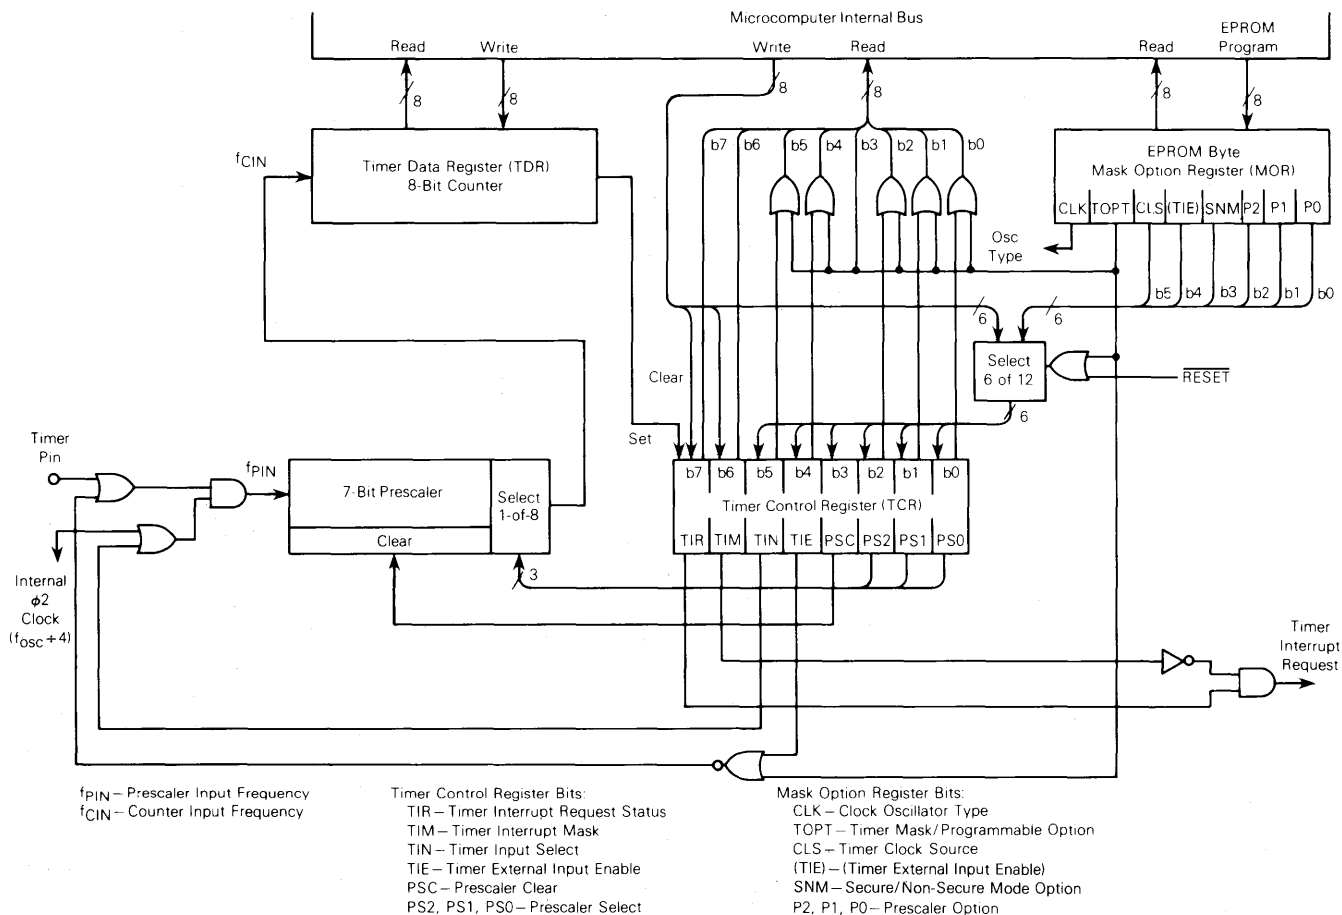 Microcomputer Internal Bus
Read
Write
Write
Read
Read
EPROM
Program
8
8
8
8
8
8
fCIN
Timer Data Register (TDR)
8-Bit Counter
b7
b6
b5
b4
b3
b2
b1
b0
EPROM Byte
Mask Option Register (MOR)
CLK
TOPT
CLS
(TIE)
SNM
P2
P1
P0
Osc
Type
b5
b4
b3
b2
b1
b0
6
6
Select
6 of 12
RESET
6
Clear
Set
Timer
Pin
fPIN
7-Bit Prescaler
Clear
Select
1-of-8
3
b7
b6
b5
b4
b3
b2
b1
b0
Timer Control Register (TCR)
TIR
TIM
TIN
TIE
PSC
PS2
PS1
PS0
Internal
ϕ2
Clock
(fosc÷4)
Timer
Interrupt
Request
fPIN—Prescaler Input Frequency
fCIN—Counter Input Frequency
Timer Control Register Bits:
TIR—Timer Interrupt Request Status
TIM—Timer Interrupt Mask
TIN—Timer Input Select
TIE—Timer External Input Enable
PSC—Prescaler Clear
PS2, PS1, PS0—Prescaler Select
Mask Option Register Bits:
CLK—Clock Oscillator Type
TOPT—Timer Mask/Programmable Option
CLS—Timer Clock Source
(TIE)—(Timer External Input Enable)
SNM—Secure/Non-Secure Mode Option
P2, P1, P0—Prescaler Option